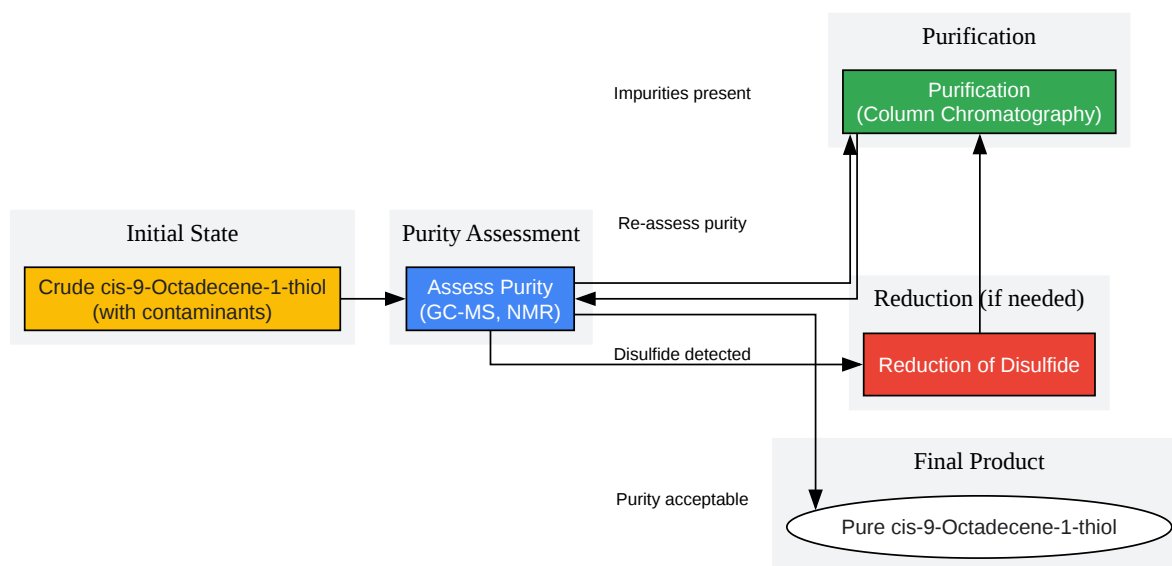 Purification
Purification
(Column Chromatography)
Impurities present
Initial State
Purity Assessment
Re-assess purity
Crude cis-9-Octadecene-1-thiol
(with contaminants)
Assess Purity
(GC-MS, NMR)
Reduction (if needed)
Disulfide detected
Reduction of Disulfide
Final Product
Purity acceptable
Pure cis-9-Octadecene-1-thiol